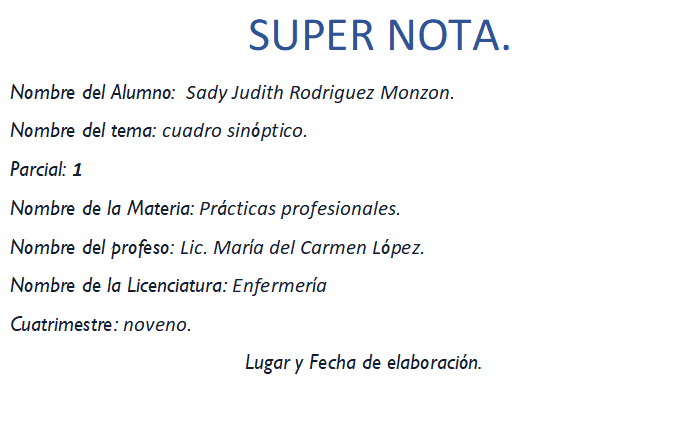 SUPER NOTA.
Nombre del Alumno: Sady Judith Rodriguez Monzon.
Nombre del tema: cuadro sinóptico.
Parcial: 1
Nombre de la Materia: Prácticas profesionales.
Nombre del profeso: Lic. María del Carmen López.
Nombre de la Licenciatura: Enfermería
Cuatrimestre: noveno.
Lugar y Fecha de elaboración.